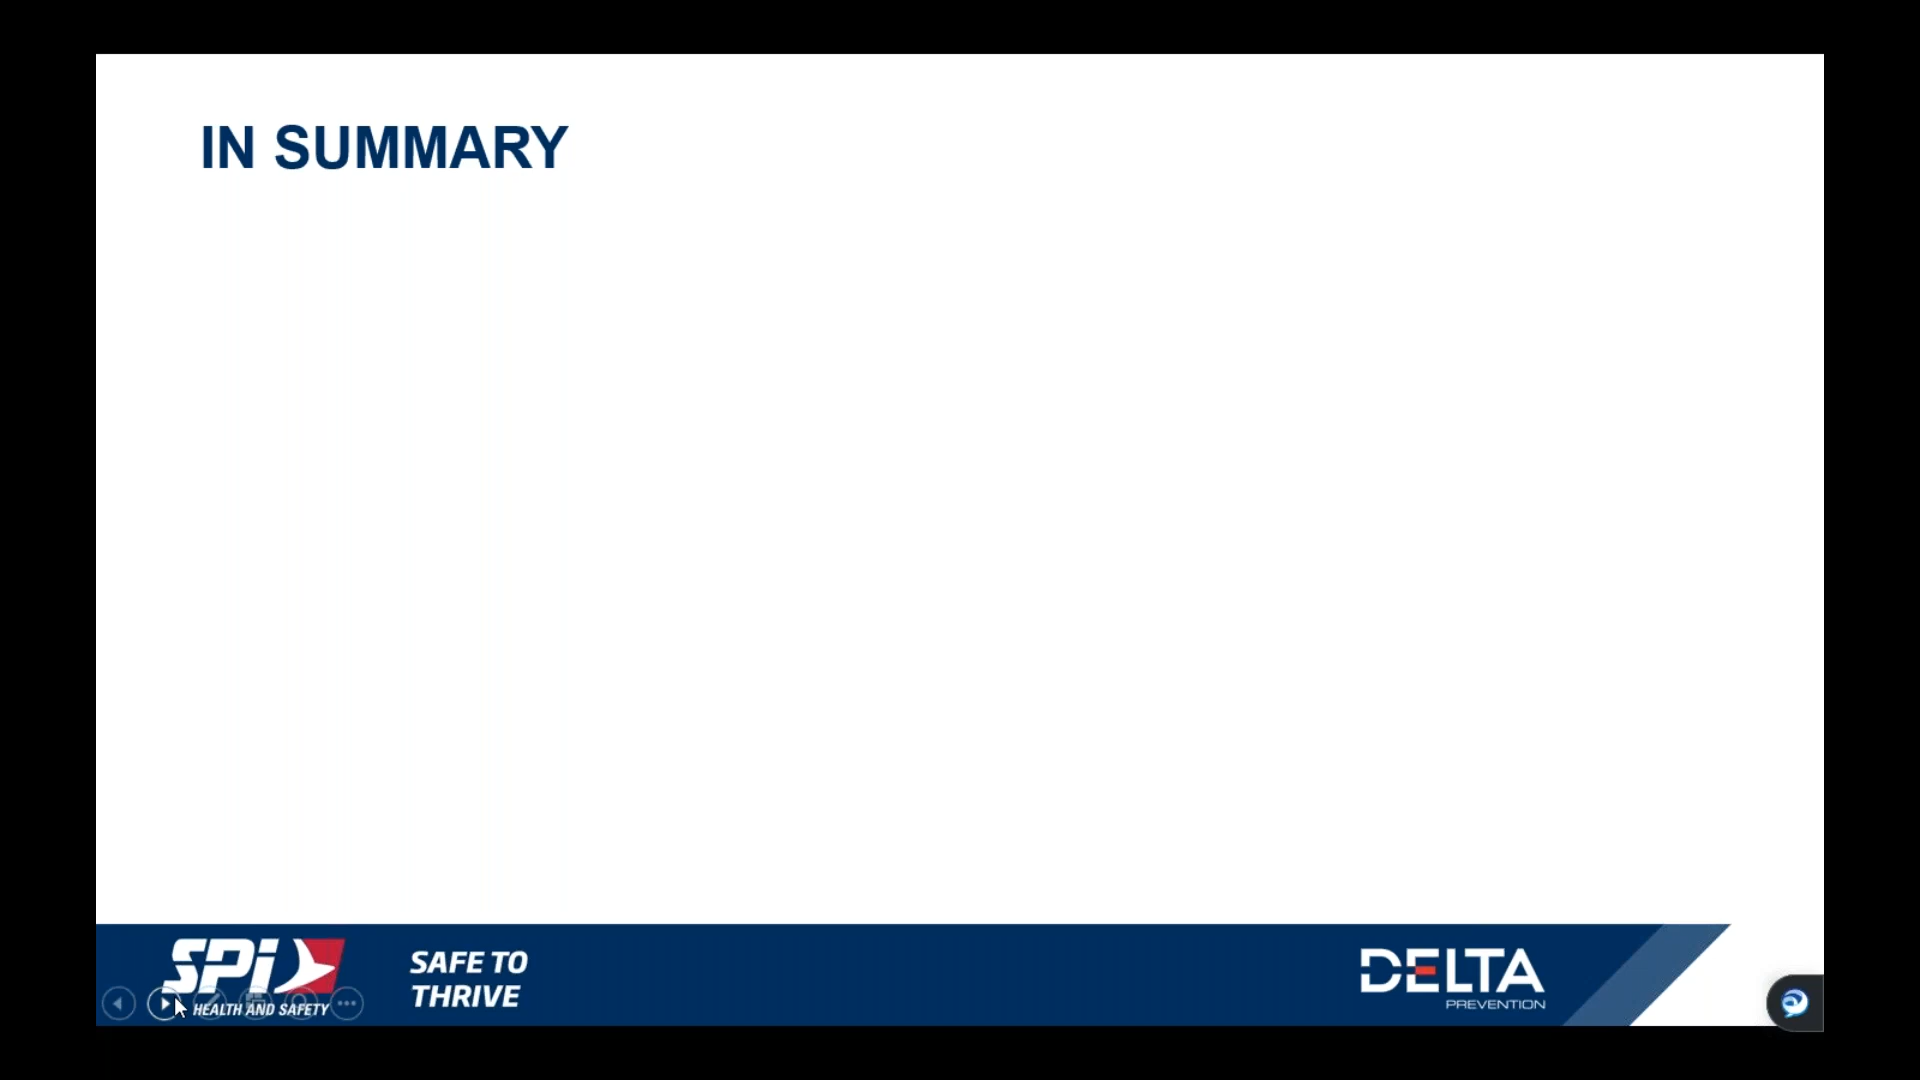 IN SUMMARY
SPi
HEALTH AND SAFETY
SAFE TO
THRIVE
DELTA
PREVENTION